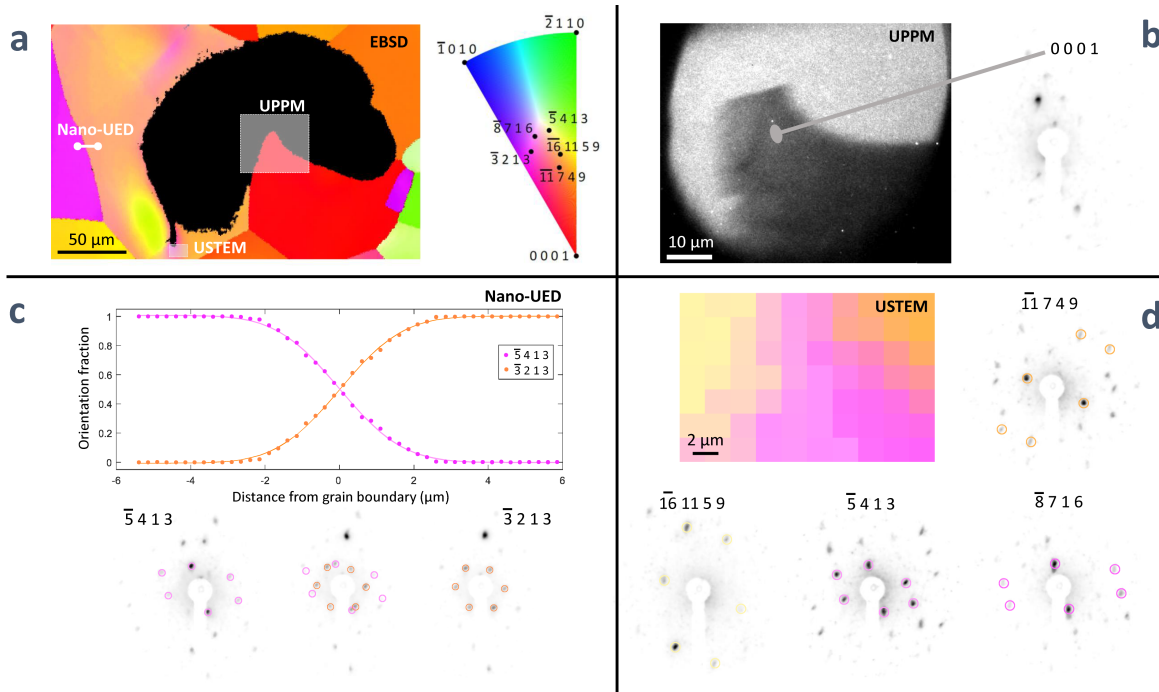 a
EBSD
UPPM
Nano-UED
USTEM
50 µm
2̅ 1 1 0
1̅ 0 1 0
5̅ 4 1 3
8̅ 7 1 6
1̅6̅ 11 5 9
3̅ 2 1 3
1̅1̅ 7 4 9
0 0 0 1
b
UPPM
0 0 0 1
10 µm
c
Nano-UED
Orientation fraction
1
0.8
0.6
0.4
0.2
0
5̅ 4 1 3
3̅ 2 1 3
-6
-4
-2
0
2
4
6
Distance from grain boundary (µm)
5̅ 4 1 3
3̅ 2 1 3
d
USTEM
1̅1̅ 7 4 9
2 µm
1̅6̅ 11 5 9
5̅ 4 1 3
8̅ 7 1 6